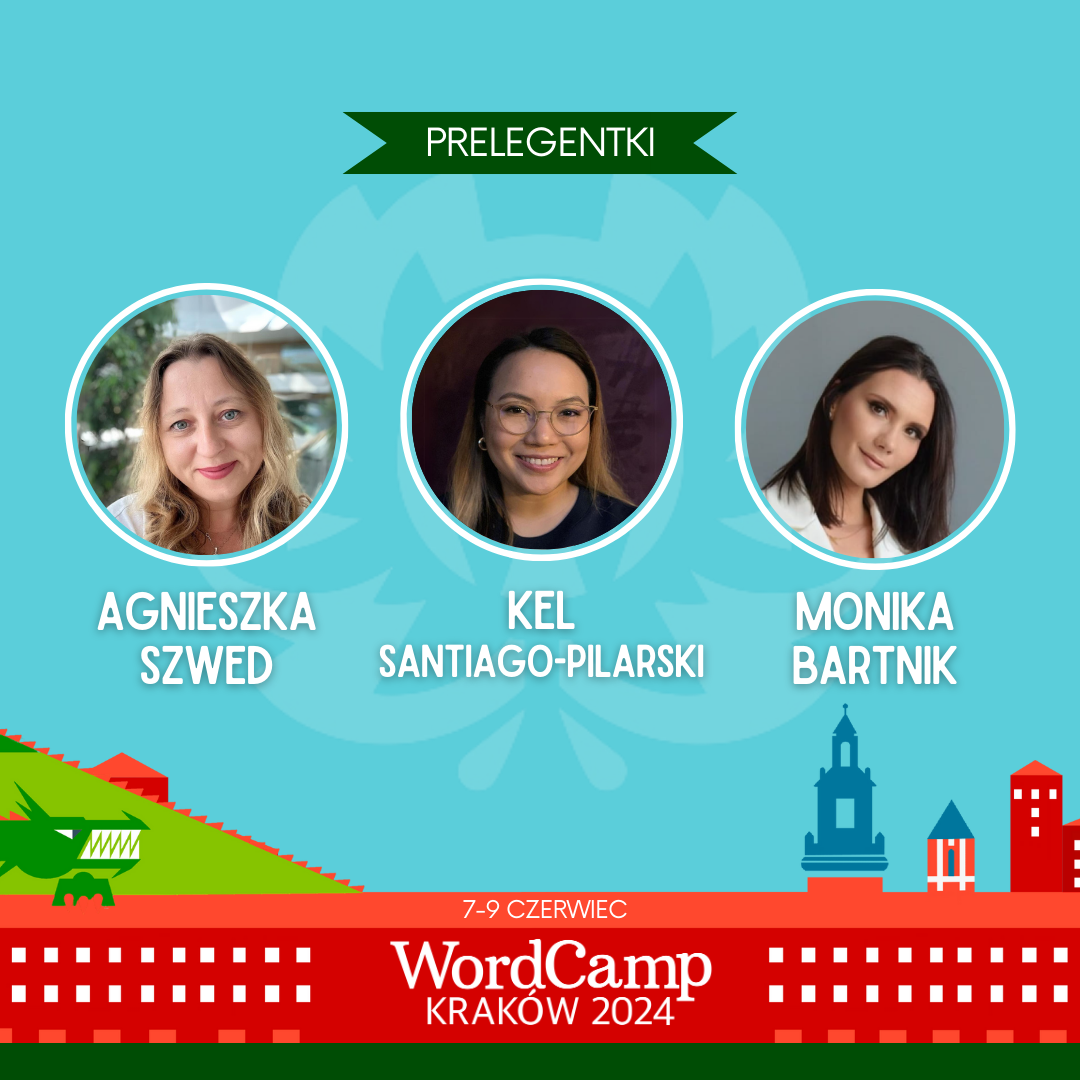 PRELEGENTKI
AGNIESZKA
SZWED
KEL
SANTIAGO-PILARSKI
MONIKA
BARTNIK
7-9 CZERWIEC
WordCamp
KRAKÓW 2024